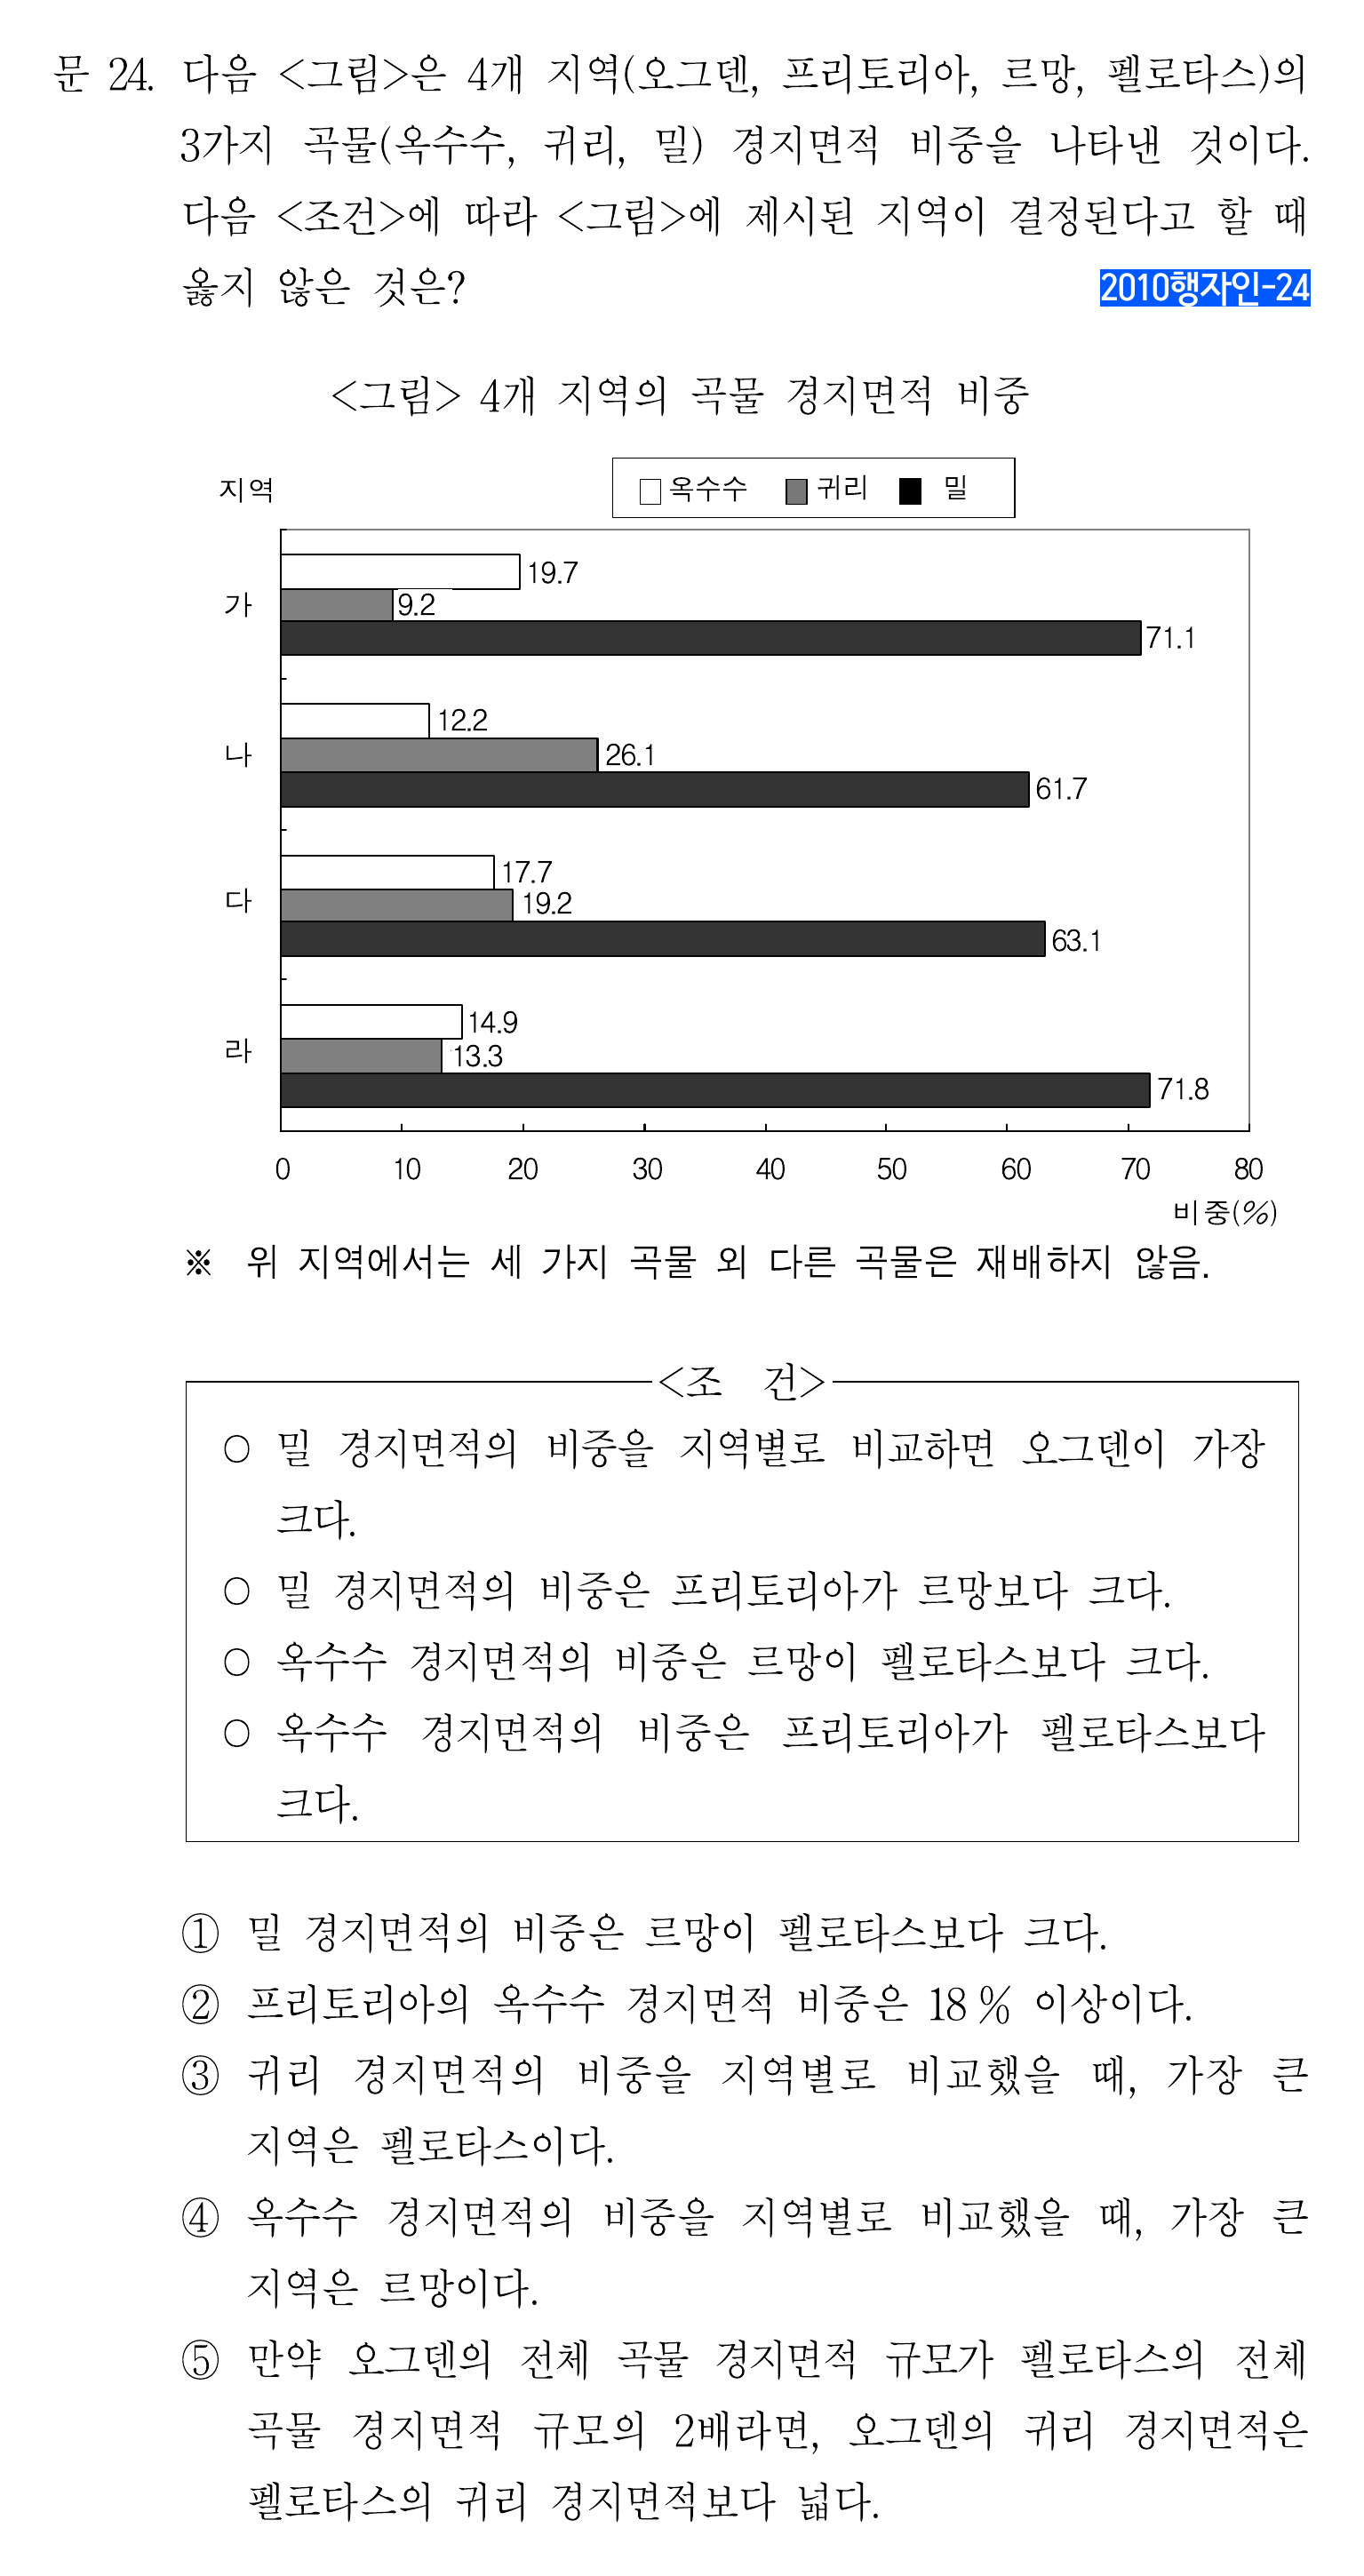 문 24. 다음 <그림>은 4개 지역(오그덴, 프리토리아, 르망, 펠로타스)의
3가지 곡물(옥수수, 귀리, 밀) 경지면적 비중을 나타낸 것이다.
다음 <조건>에 따라 <그림>에 제시된 지역이 결정된다고 할 때
옳지 않은 것은?
2010행자인-24
<그림> 4개 지역의 곡물 경지면적 비중
지역
옥수수 귀리 밀
19.7
가
9.2
71.1
12.2
나
26.1
61.7
17.7
다
19.2
63.1
14.9
라
13.3
71.8
0 10 20 30 40 50 60 70 80
비중(%)
※ 위 지역에서는 세 가지 곡물 외 다른 곡물은 재배하지 않음.
<조 건>
○ 밀 경지면적의 비중을 지역별로 비교하면 오그덴이 가장
크다.
○ 밀 경지면적의 비중은 프리토리아가 르망보다 크다.
○ 옥수수 경지면적의 비중은 르망이 펠로타스보다 크다.
○ 옥수수 경지면적의 비중은 프리토리아가 펠로타스보다
크다.
① 밀 경지면적의 비중은 르망이 펠로타스보다 크다.
② 프리토리아의 옥수수 경지면적 비중은 18% 이상이다.
③ 귀리 경지면적의 비중을 지역별로 비교했을 때, 가장 큰
지역은 펠로타스이다.
④ 옥수수 경지면적의 비중을 지역별로 비교했을 때, 가장 큰
지역은 르망이다.
⑤ 만약 오그덴의 전체 곡물 경지면적 규모가 펠로타스의 전체
곡물 경지면적 규모의 2배라면, 오그덴의 귀리 경지면적은
펠로타스의 귀리 경지면적보다 넓다.